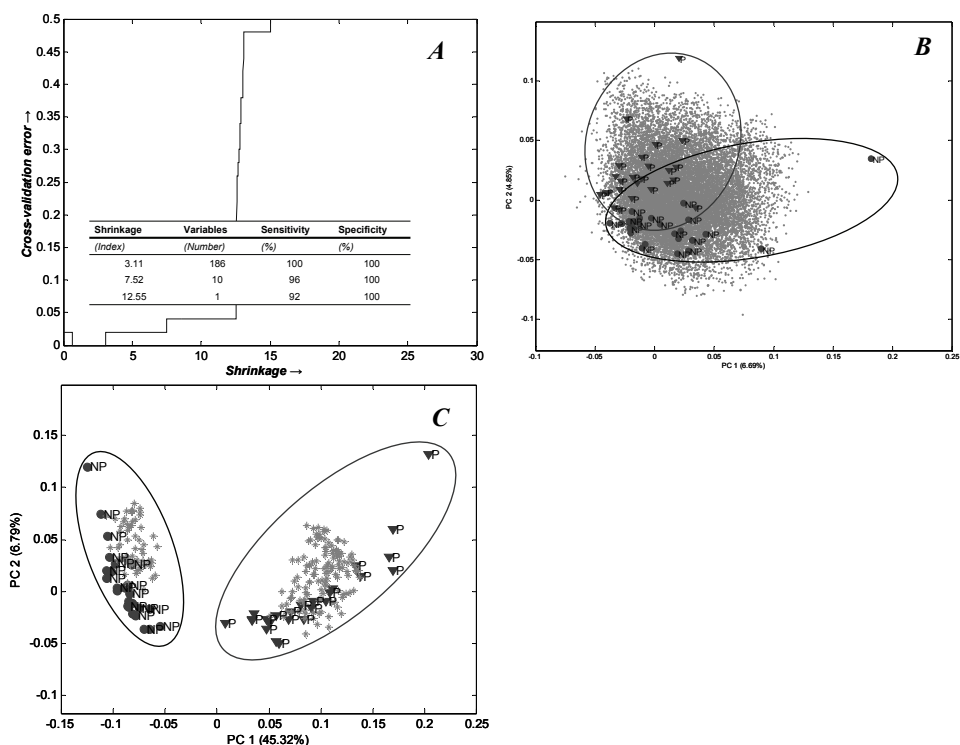 A
Cross-validation error →
0.5
0.45
0.4
0.35
0.3
0.25
0.2
0.15
0.1
0.05
0
Shrinkage Variables Sensitivity Specificity
(Index) (Number) (%) (%)
3.11 186 100 100
7.52 10 96 100
12.55 1 92 100
0 5 10 15 20 25 30
Shrinkage →
B
PC 2 (4.85%)
0.1
0.05
0
-0.05
-0.1
P
NP
-0.1 -0.05 0 0.05 0.1 0.15 0.2 0.25
PC 1 (6.69%)
C
PC 2 (6.79%)
0.15
0.1
0.05
0
-0.05
-0.1
NP
P
-0.15 -0.1 -0.05 0 0.05 0.1 0.15 0.2 0.25
PC 1 (45.32%)